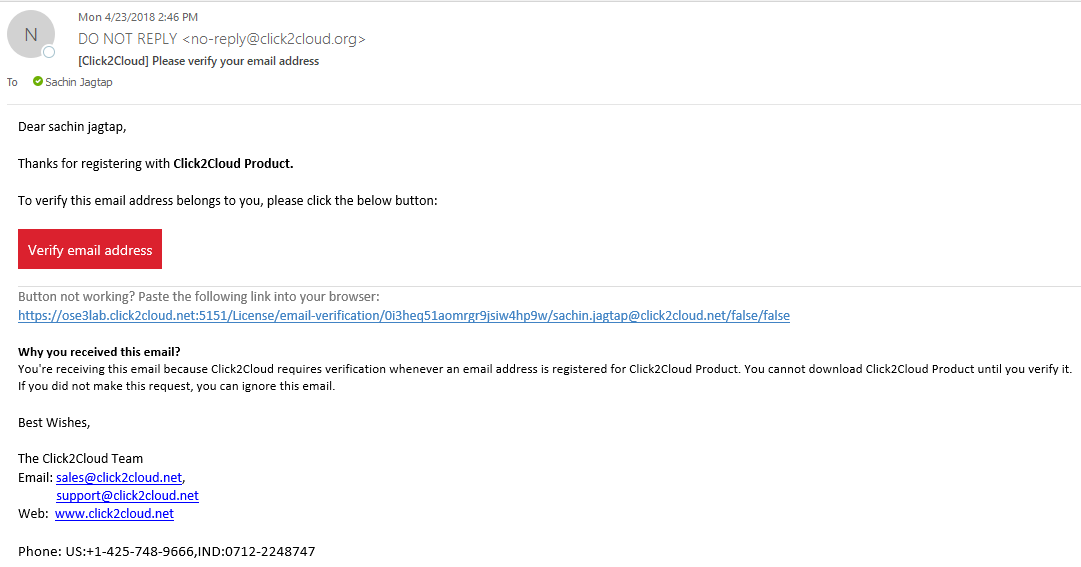 N
Mon 4/23/2018 2:46 PM
DO NOT REPLY <no-reply@click2cloud.org>
[Click2Cloud] Please verify your email address
To Sachin Jagtap
Dear sachin jagtap,
Thanks for registering with Click2Cloud Product.
To verify this email address belongs to you, please click the below button:
Verify email address
Button not working? Paste the following link into your browser:
https://ose3lab.click2cloud.net:5151/License/email-verification/0i3heq51aomrgr9jsiw4hp9w/sachin.jagtap@click2cloud.net/false/false
Why you received this email?
You're receiving this email because Click2Cloud requires verification whenever an email address is registered for Click2Cloud Product. You cannot download Click2Cloud Product until you verify it.
If you did not make this request, you can ignore this email.
Best Wishes,
The Click2Cloud Team
Email: sales@click2cloud.net,
support@click2cloud.net
Web: www.click2cloud.net
Phone: US:+1-425-748-9666,IND:0712-2248747